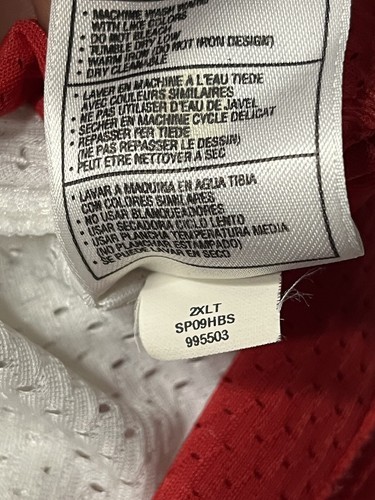 • MACHINE WASH WARM
WITH LIKE COLORS
• DO NOT BLEACH
• TUMBLE DRY LOW
• WARM IRON (DO NOT IRON DESIGN)
• DRY CLEANABLE
• LAVER EN MACHINE A L'EAU TIEDE
AVEC COULEURS SIMILAIRES
• NE PAS UTILISER D'EAU DE JAVEL
• SECHER EN MACHINE CYCLE DELICAT
• REPASSER FER TIEDE
(NE PAS REPASSER LE DESSIN)
• PEUT ETRE NETTOYER A SEC
• LAVAR A MAQUINA EN AGUA TIBIA
CON COLORES SIMILARES
• NO USAR BLANQUEADORES
• USAR SECADORA CICLO LENTO
• USAR PLANCHA TEMPERATURA MEDIA
(NO PLANCHAR ESTAMPADO)
• SE PUEDE LAVAR EN SECO
2XLT
SP09HBS
995503